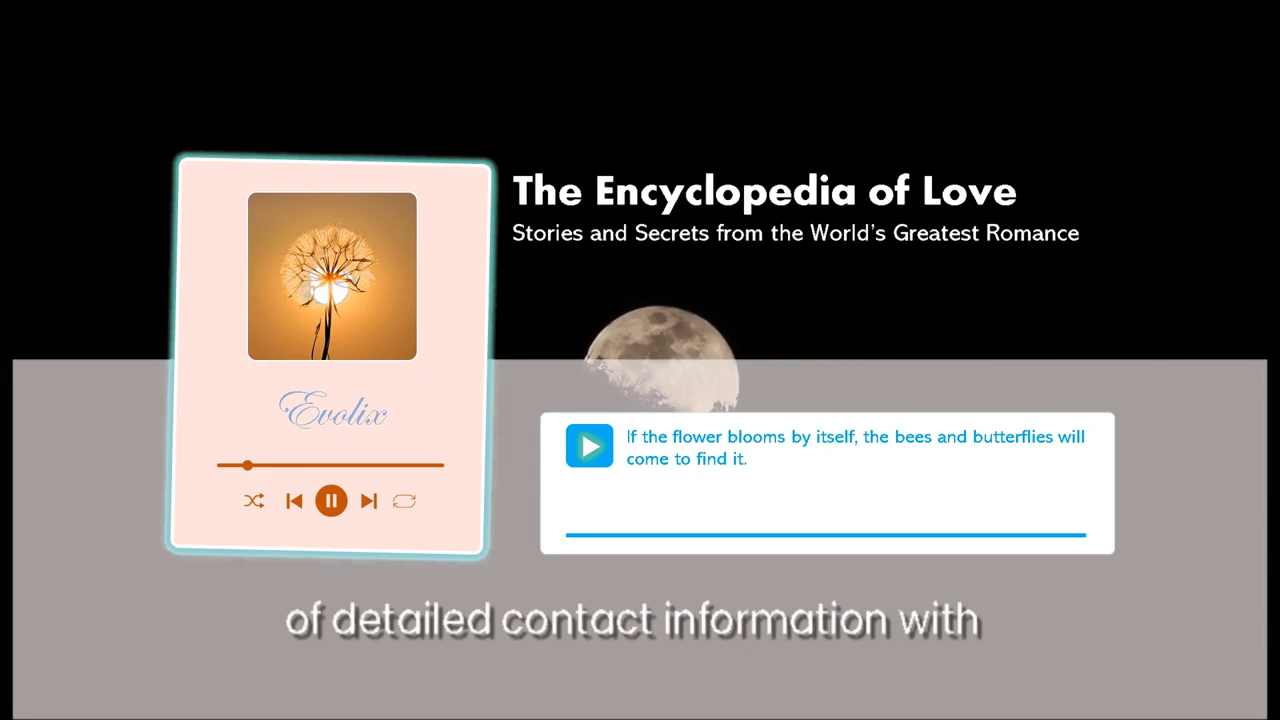 The Encyclopedia of Love
Stories and Secrets from the World's Greatest Romance
Evolix
If the flower blooms by itself, the bees and butterflies will
come to find it.
of detailed contact information with